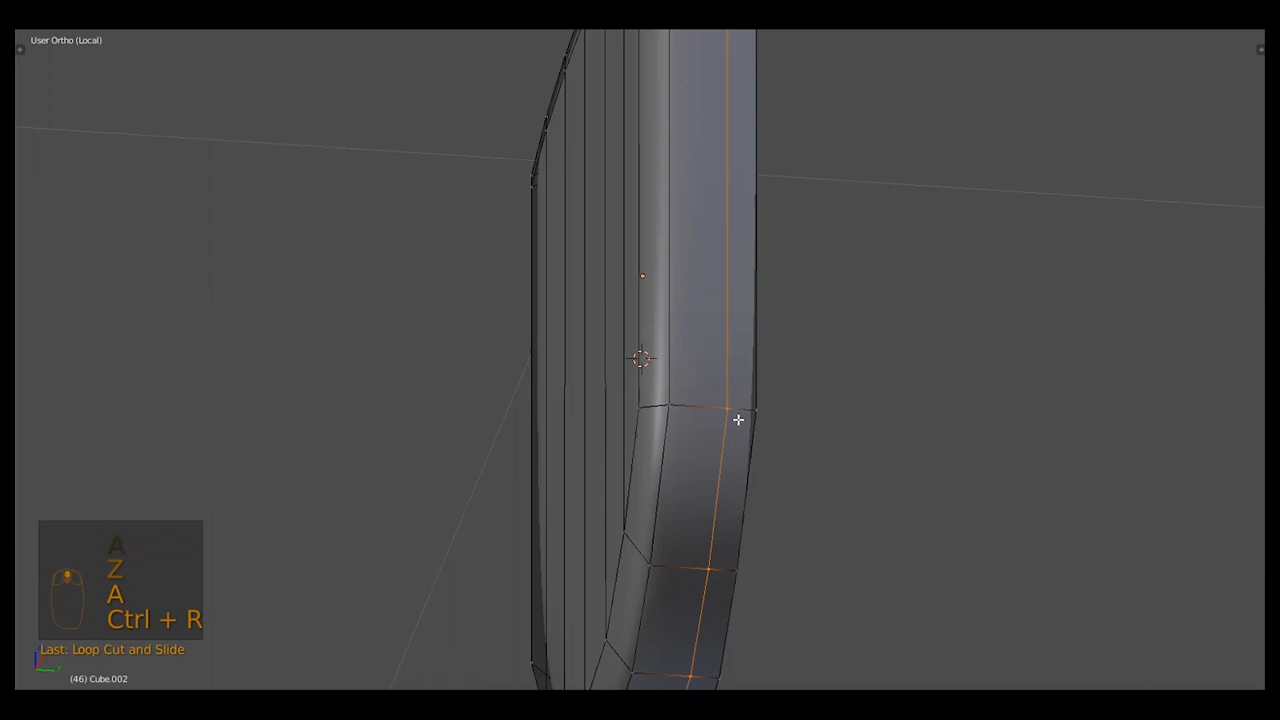 User Ortho (Local)
A
Z
A
Ctrl + R
Last: Loop Cut and Slide
y
(46) Cube.002